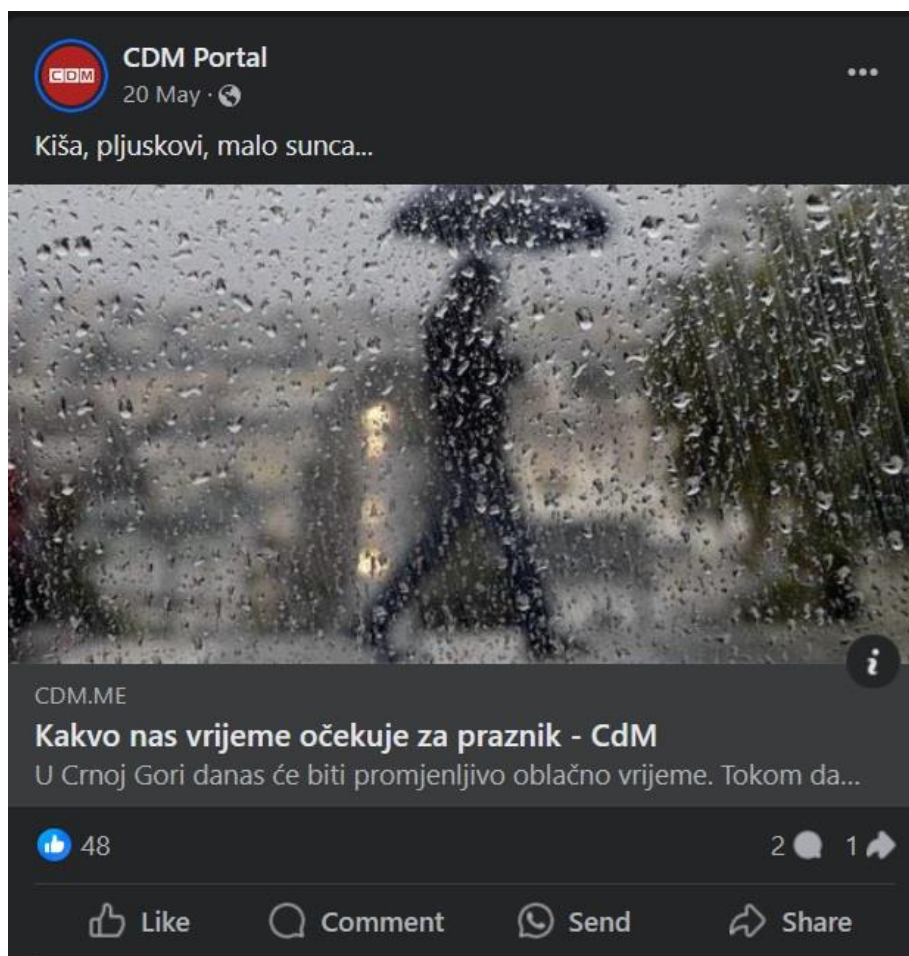 CDM
CDM Portal
20 May ·
Kiša, pljuskovi, malo sunca...
CDM.ME
Kakvo nas vrijeme očekuje za praznik - CdM
U Crnoj Gori danas će biti promjenljivo oblačno vrijeme. Tokom da...
48
2 1
Like Comment Send Share